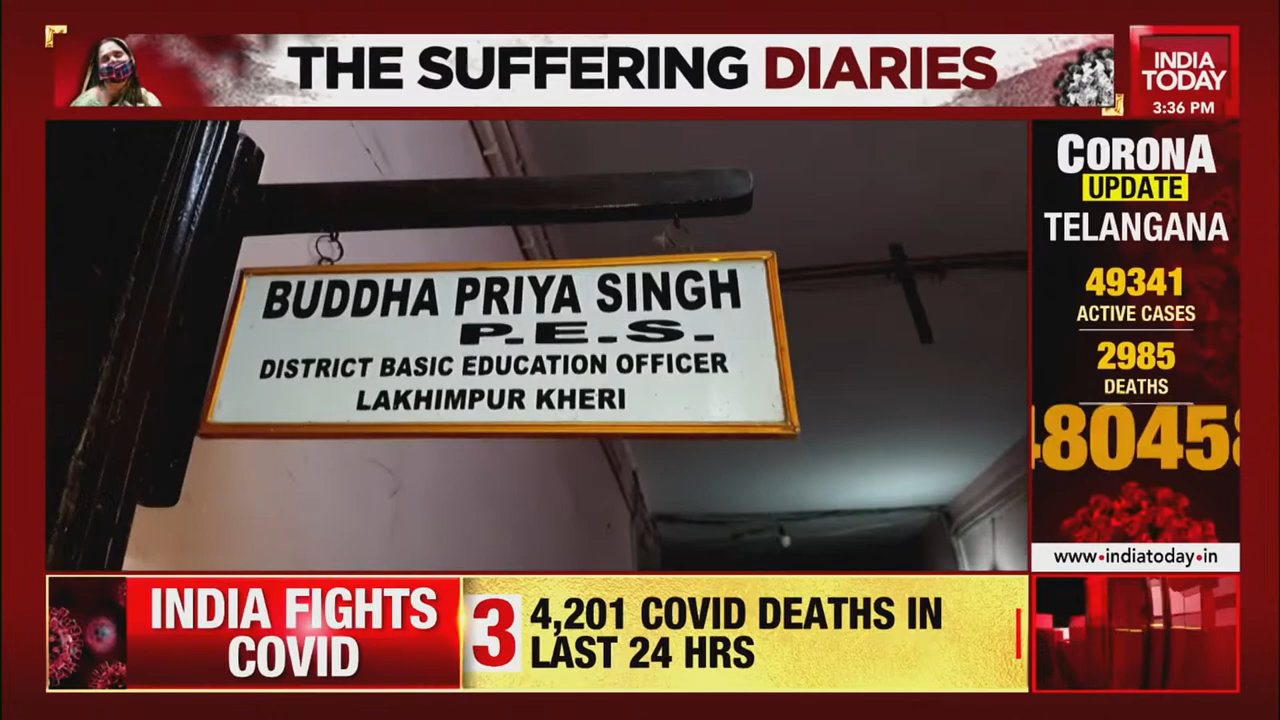 THE SUFFERING DIARIES
INDIA
TODAY
3:36 PM
BUDDHA PRIYA SINGH
P.E.S.
DISTRICT BASIC EDUCATION OFFICER
LAKHIMPUR KHERI
CORONA
UPDATE
TELANGANA
49341
ACTIVE CASES
2985
DEATHS
www.indiatoday.in
INDIA FIGHTS
COVID
3
4,201 COVID DEATHS IN
LAST 24 HRS